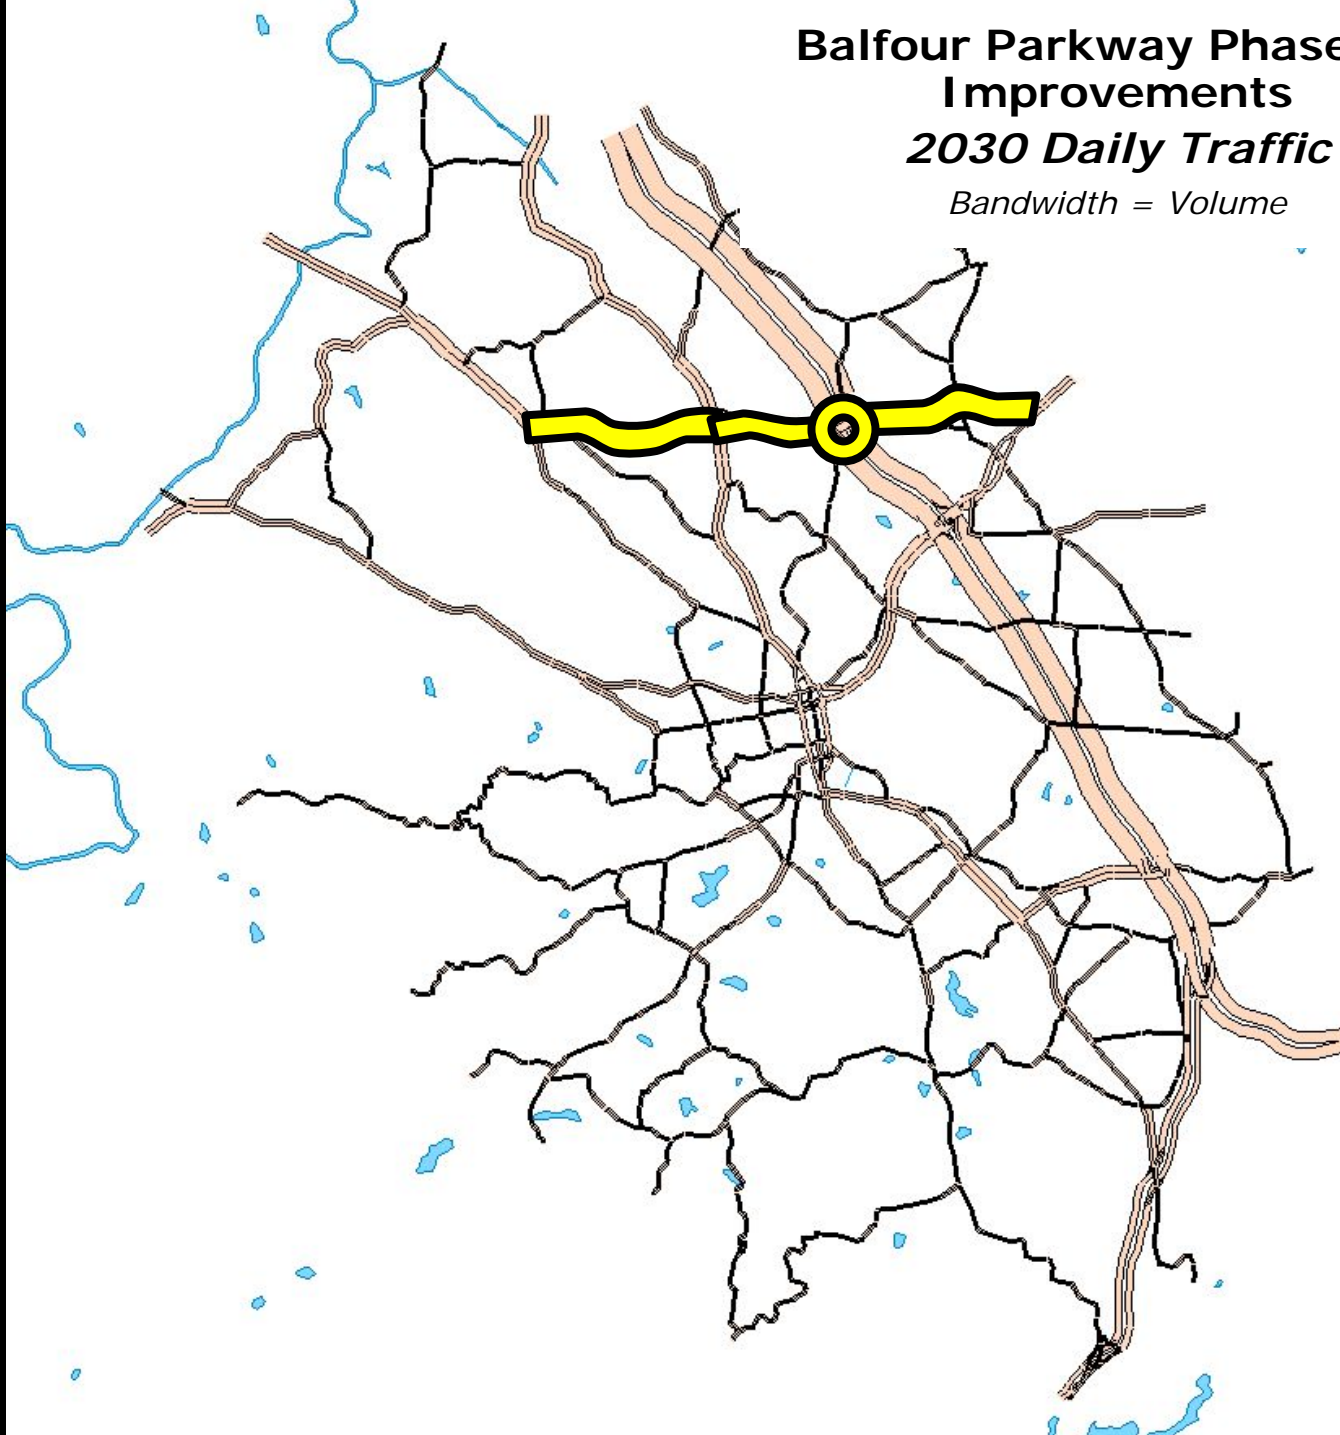 Balfour Parkway Phase
Improvements
2030 Daily Traffic
Bandwidth = Volume